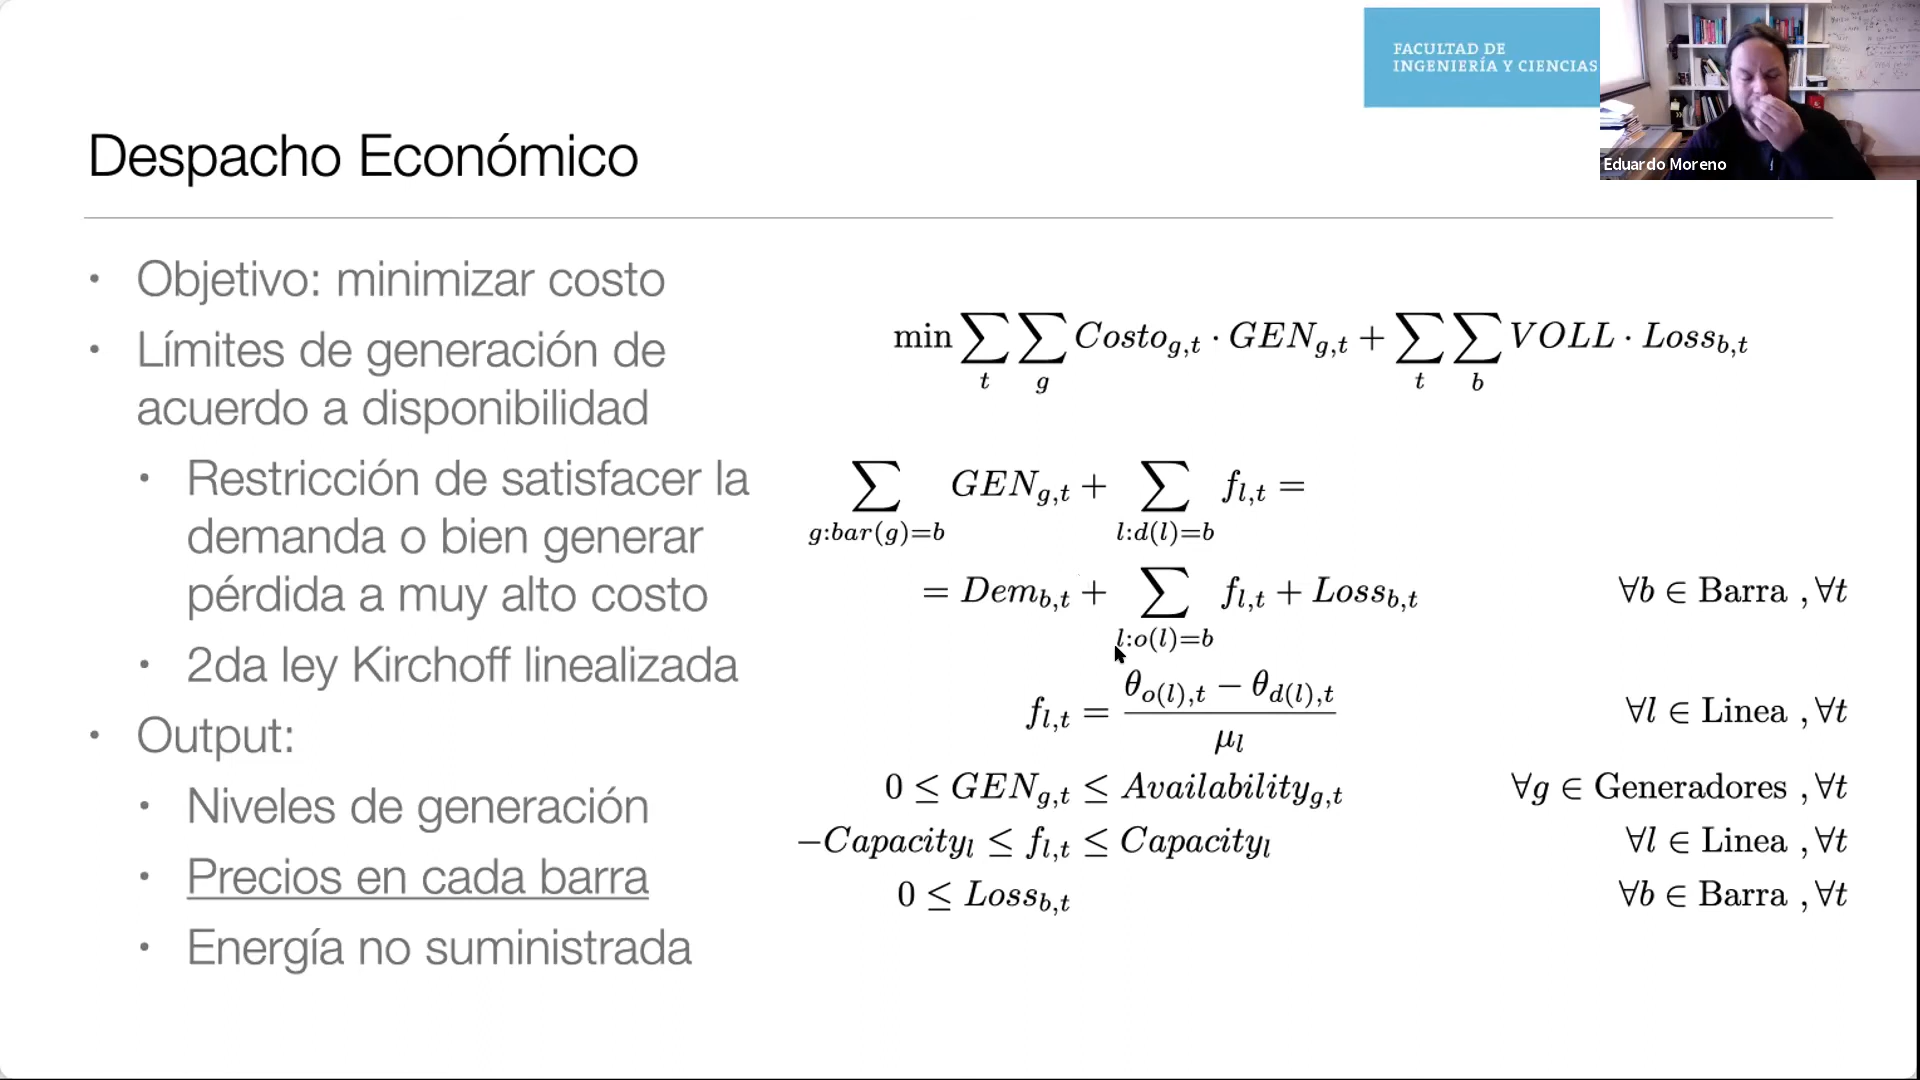 FACULTAD DE
INGENIERÍA Y CIENCIAS
Eduardo Moreno
Despacho Económico
• Objetivo: minimizar costo
• Límites de generación de
acuerdo a disponibilidad
• Restricción de satisfacer la
demanda o bien generar
pérdida a muy alto costo
• 2da ley Kirchoff linealizada
• Output:
• Niveles de generación
• Precios en cada barra
• Energía no suministrada
min ∑_t ∑_g Costo_{g,t} · GEN_{g,t} + ∑_t ∑_b VOLL · Loss_{b,t}
∑_{g:bar(g)=b} GEN_{g,t} + ∑_{l:d(l)=b} f_{l,t} =
= Dem_{b,t} + ∑_{l:o(l)=b} f_{l,t} + Loss_{b,t} ∀b ∈ Barra , ∀t
f_{l,t} = (θ_{o(l),t} − θ_{d(l),t}) / μ_l ∀l ∈ Linea , ∀t
0 ≤ GEN_{g,t} ≤ Availability_{g,t} ∀g ∈ Generadores , ∀t
−Capacity_l ≤ f_{l,t} ≤ Capacity_l ∀l ∈ Linea , ∀t
0 ≤ Loss_{b,t} ∀b ∈ Barra , ∀t